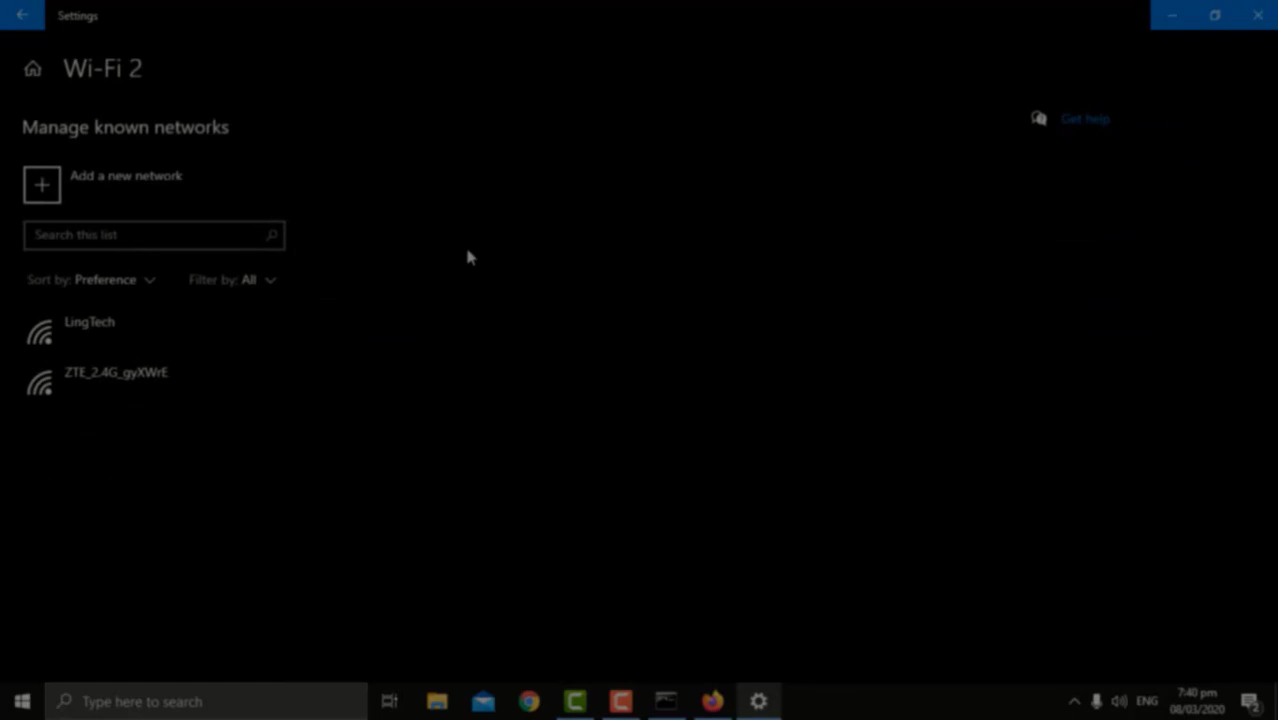 Settings
Wi-Fi 2
Manage known networks
Get help
Add a new network
Search this list
Sort by: Preference Filter by: All
LingTech
ZTE_2.4G_gyXWrE
Type here to search
ENG
7:40 pm
08/03/2020
2